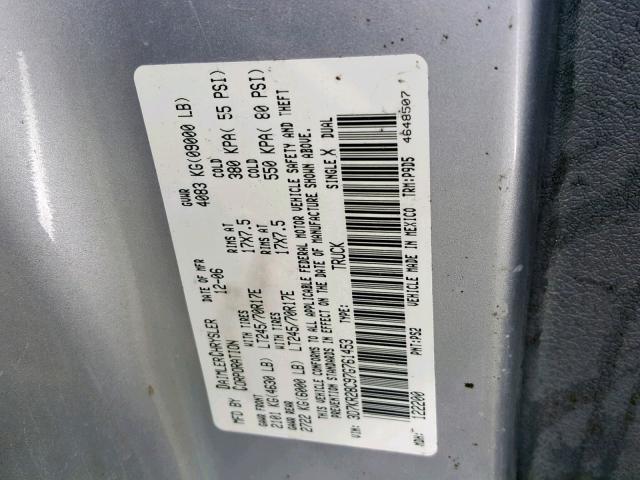 MFD BY DAIMLERCHRYSLER CORPORATION DATE OF MFR 12-06 GVWR 4083 KG(09000 LB)
GAWR FRONT WITH TIRES RIMS AT COLD
2101 KG(4630 LB) LT245/70R17E 17X7.5 380 KPA( 55 PSI)
GAWR REAR WITH TIRES RIMS AT COLD
2722 KG(6000 LB) LT245/70R17E 17X7.5 550 KPA( 80 PSI)
THIS VEHICLE CONFORMS TO ALL APPLICABLE FEDERAL MOTOR VEHICLE SAFETY AND THEFT
PREVENTION STANDARDS IN EFFECT ON THE DATE OF MANUFACTURE SHOWN ABOVE.
VIN: 3D7KR28C97G761453 TYPE: TRUCK SINGLE X DUAL
MDH: 122200 PNT:PS2 VEHICLE MADE IN MEXICO TRM:P9D5 4648507